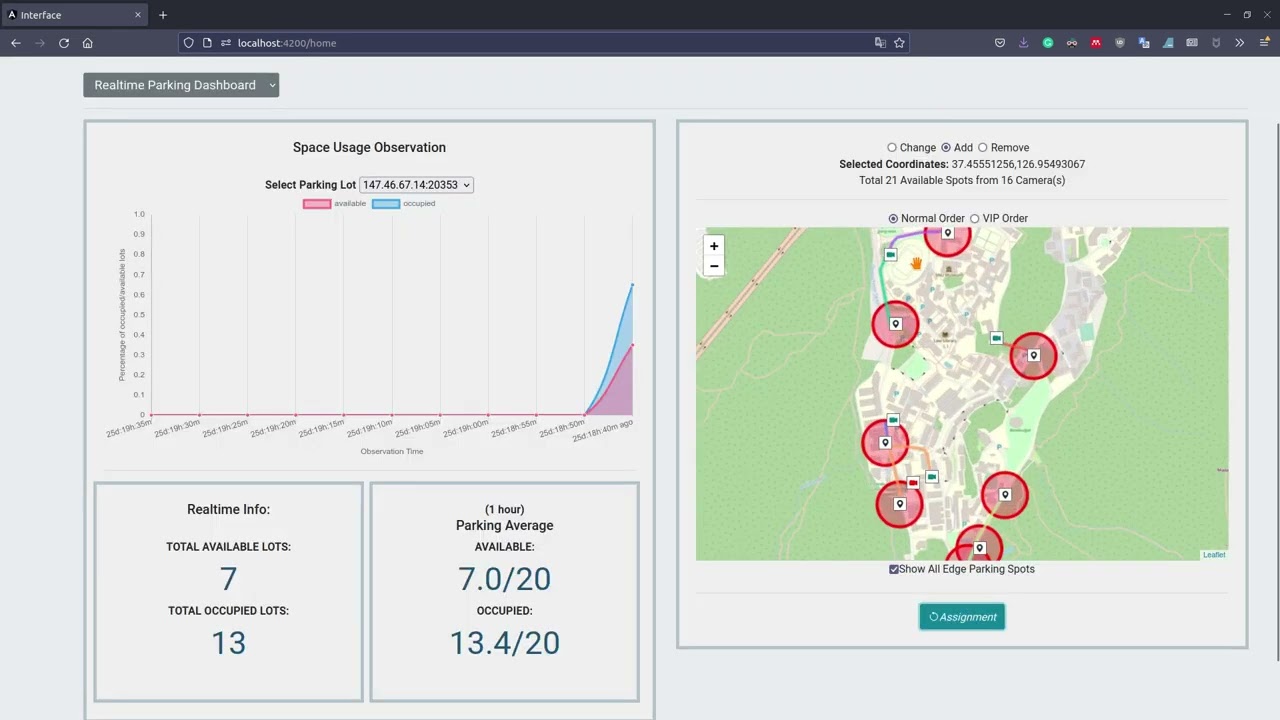 Interface
localhost:4200/home
Realtime Parking Dashboard
Space Usage Observation
Select Parking Lot 147.46.67.14:20353
available occupied
Percentage of occupied/available lots
1.0
0.9
0.8
0.7
0.6
0.5
0.4
0.3
0.2
0.1
0
25d:19h:35m 25d:19h:30m 25d:19h:25m 25d:19h:20m 25d:19h:15m 25d:19h:10m 25d:19h:05m 25d:19h:00m 25d:18h:55m 25d:18h:50m 25d:18h:40m ago
Observation Time
Realtime Info:
TOTAL AVAILABLE LOTS:
7
TOTAL OCCUPIED LOTS:
13
(1 hour)
Parking Average
AVAILABLE:
7.0/20
OCCUPIED:
13.4/20
Change Add Remove
Selected Coordinates: 37.45551256,126.95493067
Total 21 Available Spots from 16 Camera(s)
Normal Order VIP Order
+
−
Leaflet
Show All Edge Parking Spots
Assignment